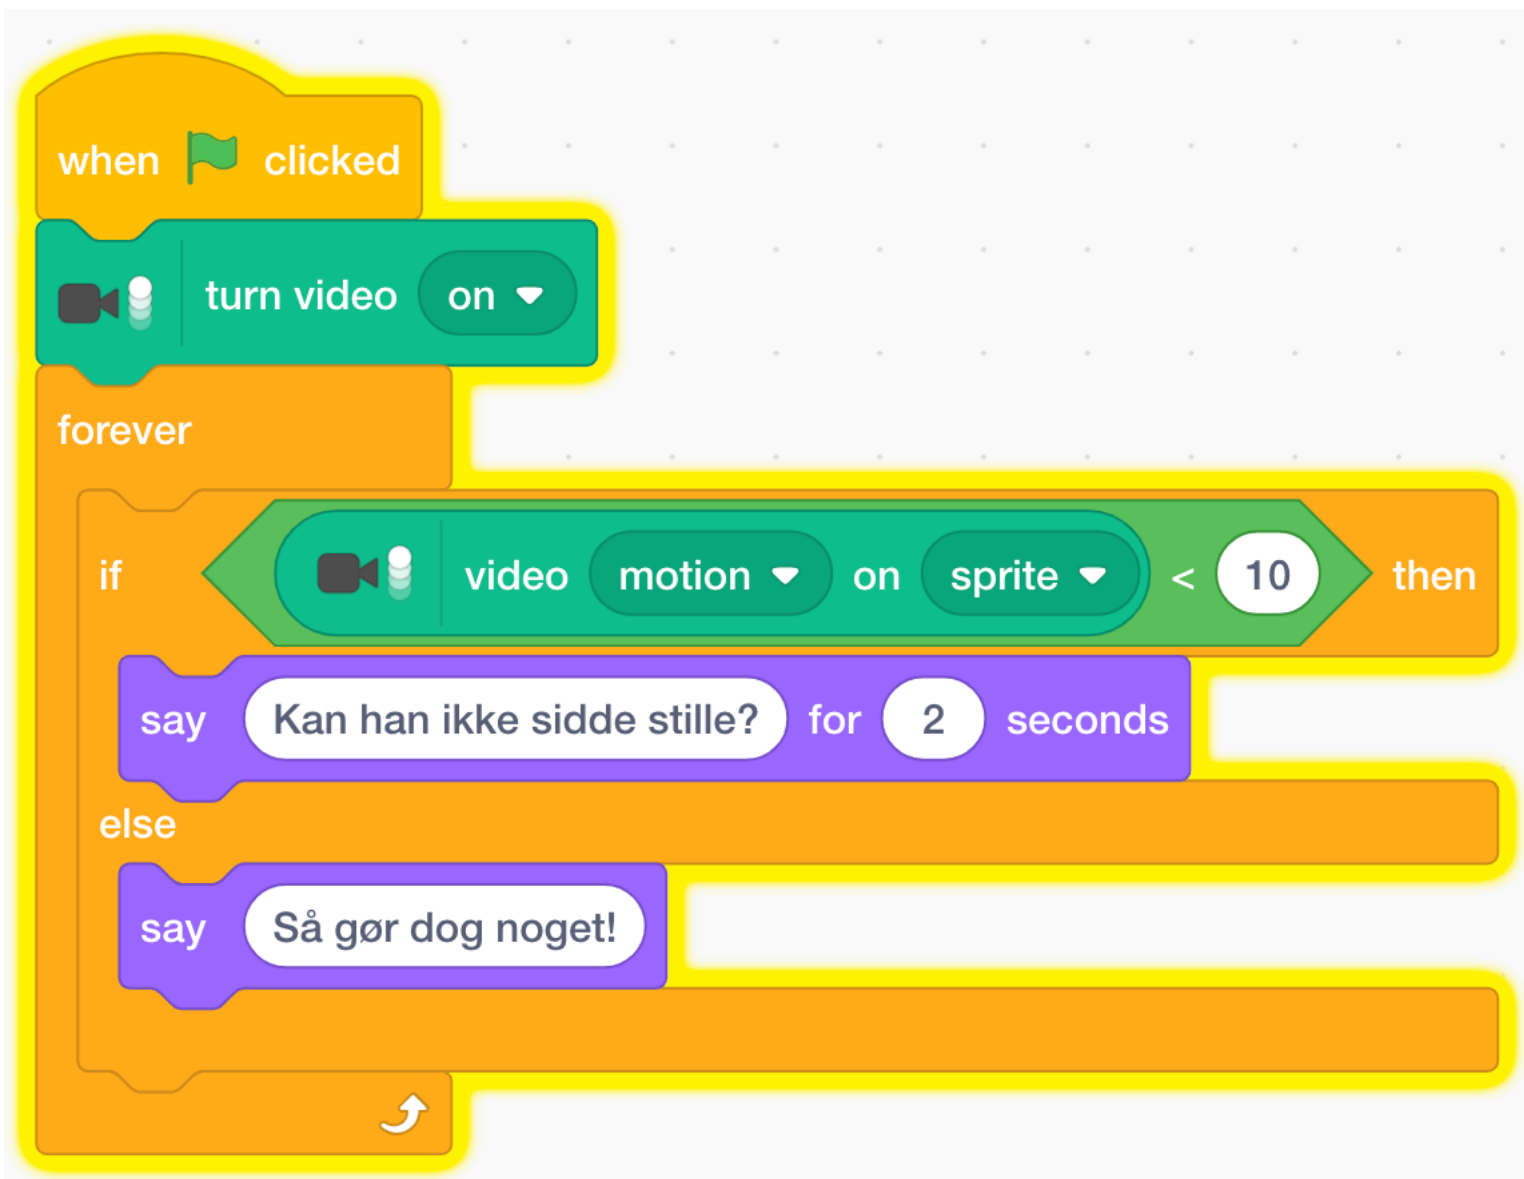 when clicked
turn video on
forever
if video motion on sprite < 10 then
say Kan han ikke sidde stille? for 2 seconds
else
say Så gør dog noget!